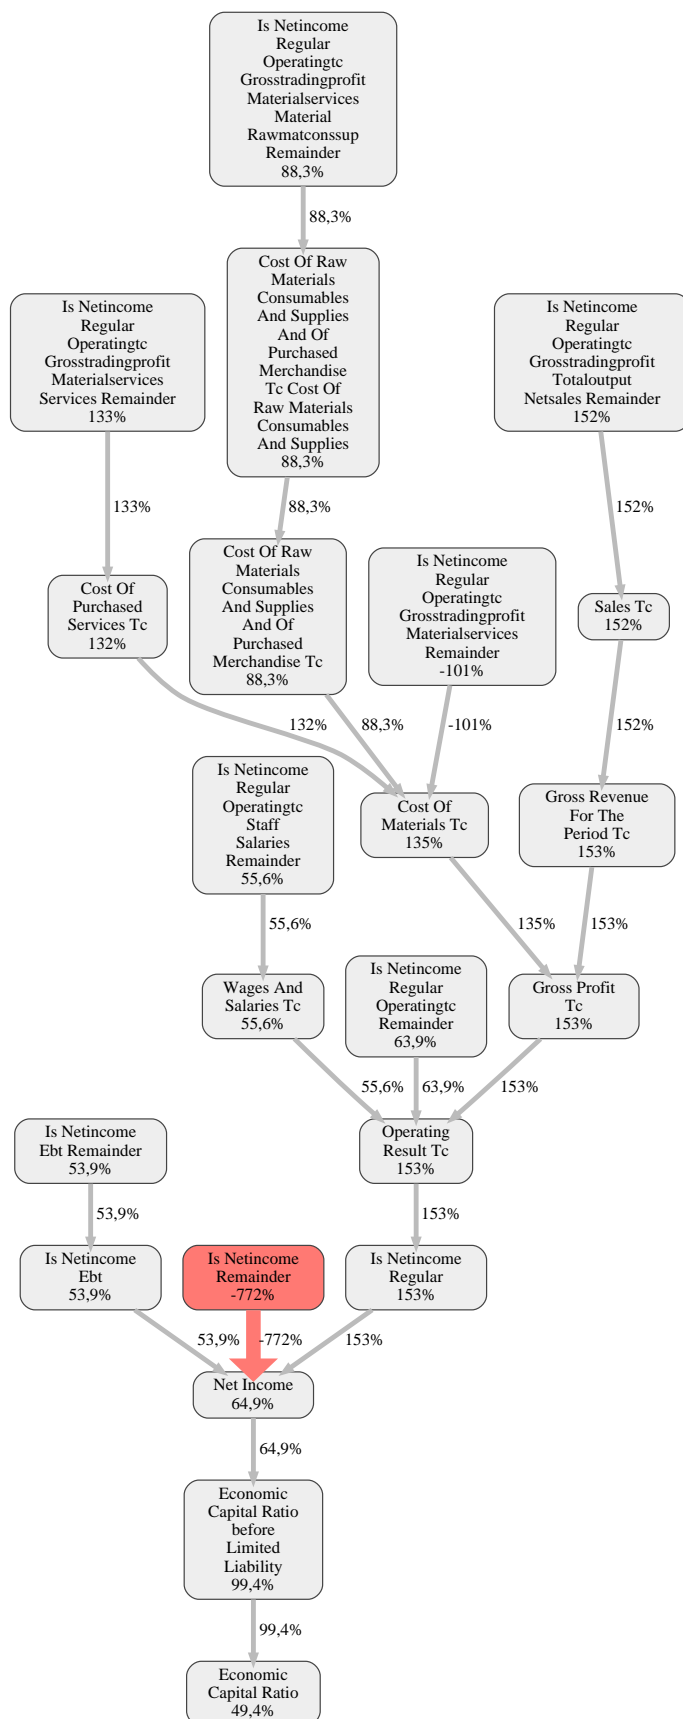 Is Netincome
Regular
Operatingtc
Grosstradingprofit
Materialservices
Material
Rawmatconssup
Remainder
88,3%
88,3%
Cost Of Raw
Materials
Consumables
And Supplies
And Of
Purchased
Merchandise
Tc Cost Of
Raw Materials
Consumables
And Supplies
88,3%
Is Netincome
Regular
Operatingtc
Grosstradingprofit
Materialservices
Services Remainder
133%
Is Netincome
Regular
Operatingtc
Grosstradingprofit
Totaloutput
Netsales Remainder
152%
133%
88,3%
152%
Cost Of
Purchased
Services Tc
132%
Cost Of Raw
Materials
Consumables
And Supplies
And Of
Purchased
Merchandise Tc
88,3%
Is Netincome
Regular
Operatingtc
Grosstradingprofit
Materialservices
Remainder
-101%
Sales Tc
152%
132%
88,3%
-101%
152%
Is Netincome
Regular
Operatingtc
Staff
Salaries
Remainder
55,6%
Cost Of
Materials Tc
135%
Gross Revenue
For The
Period Tc
153%
55,6%
135%
153%
Wages And
Salaries Tc
55,6%
Is Netincome
Regular
Operatingtc
Remainder
63,9%
Gross Profit
Tc
153%
55,6%
63,9%
153%
Is Netincome
Ebt Remainder
53,9%
Operating
Result Tc
153%
53,9%
153%
Is Netincome
Ebt
53,9%
Is Netincome
Remainder
-772%
Is Netincome
Regular
153%
53,9%
-772%
153%
Net Income
64,9%
64,9%
Economic
Capital Ratio
before
Limited
Liability
99,4%
99,4%
Economic
Capital Ratio
49,4%